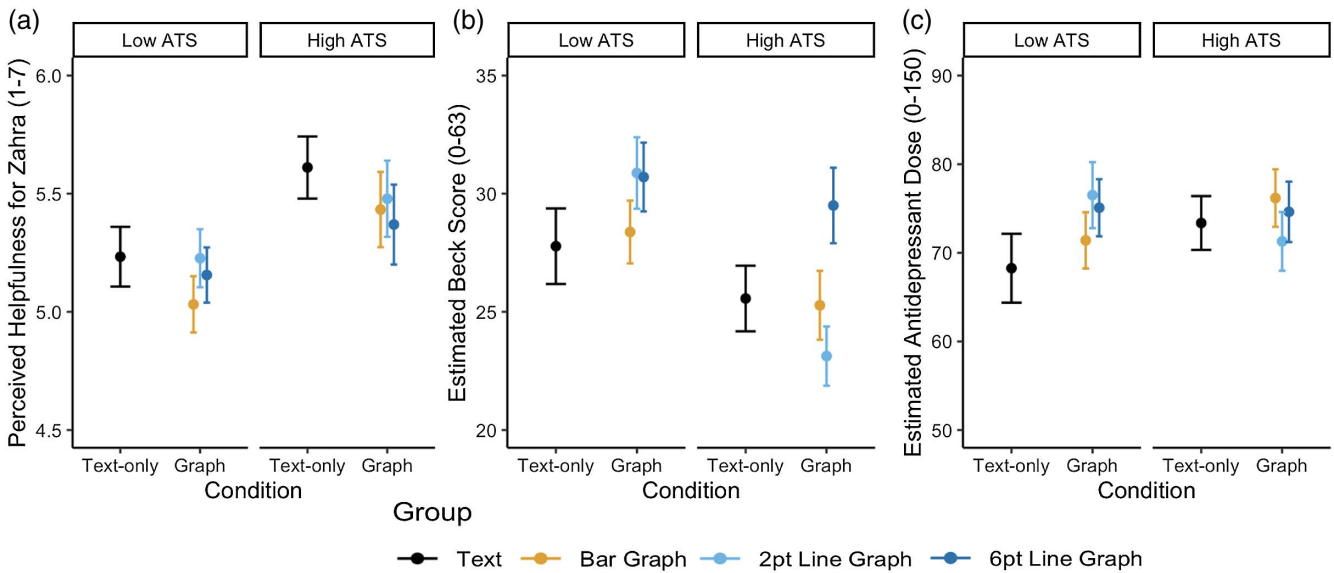 (a)
Low ATS
High ATS
Perceived Helpfulness for Zahra (1-7)
6.0
5.5
5.0
4.5
Text-only
Graph
Text-only
Graph
Condition
(b)
Low ATS
High ATS
Estimated Beck Score (0-63)
35
30
25
20
Text-only
Graph
Text-only
Graph
Condition
(c)
Low ATS
High ATS
Estimated Antidepressant Dose (0-150)
90
80
70
60
50
Text-only
Graph
Text-only
Graph
Condition
Group
Text
Bar Graph
2pt Line Graph
6pt Line Graph